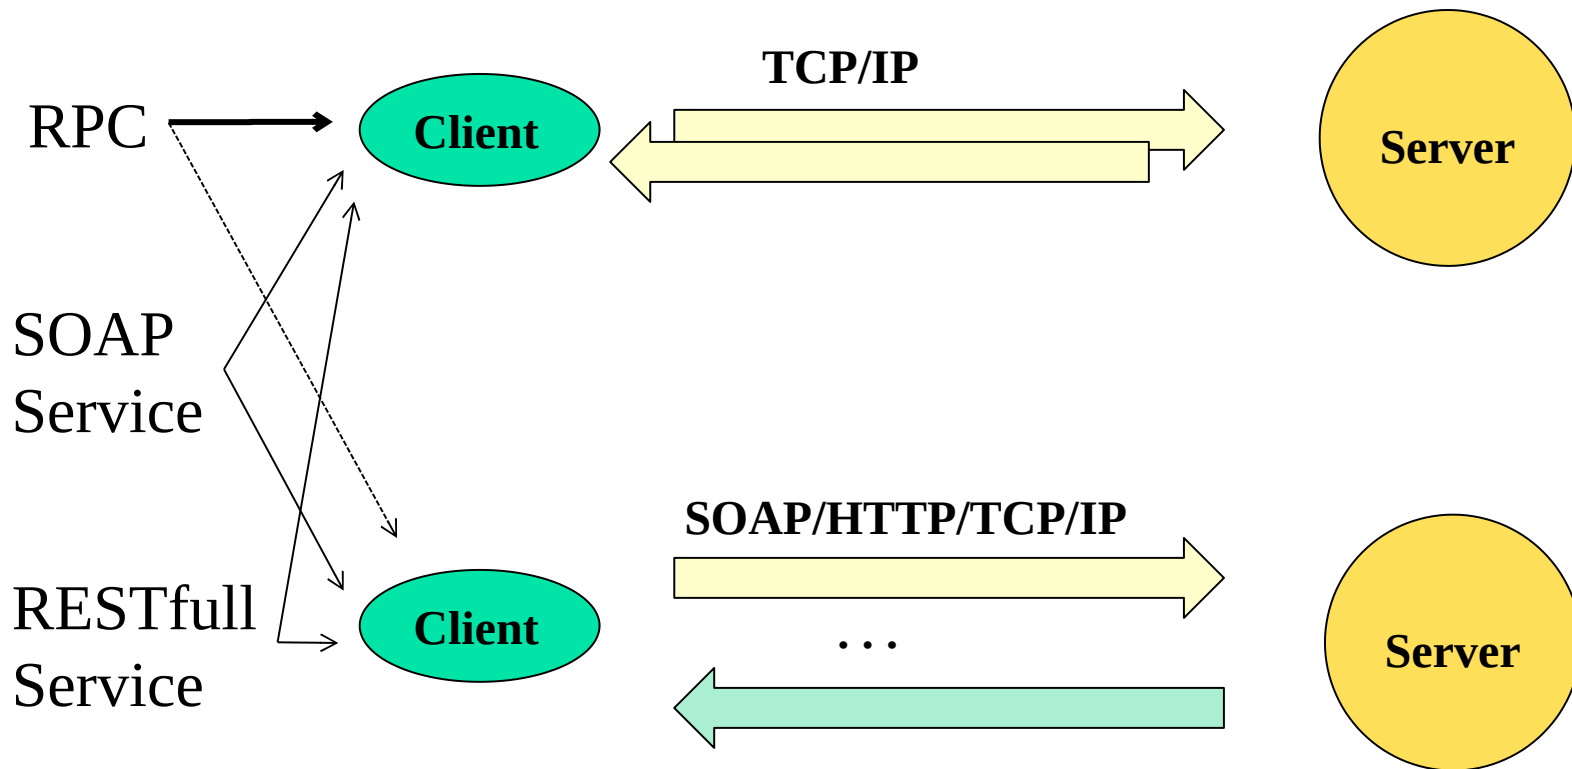 TCP/IP
RPC
Client
Server
SOAP
Service
SOAP/HTTP/TCP/IP
RESTfull
Service
Client
. . .
Server